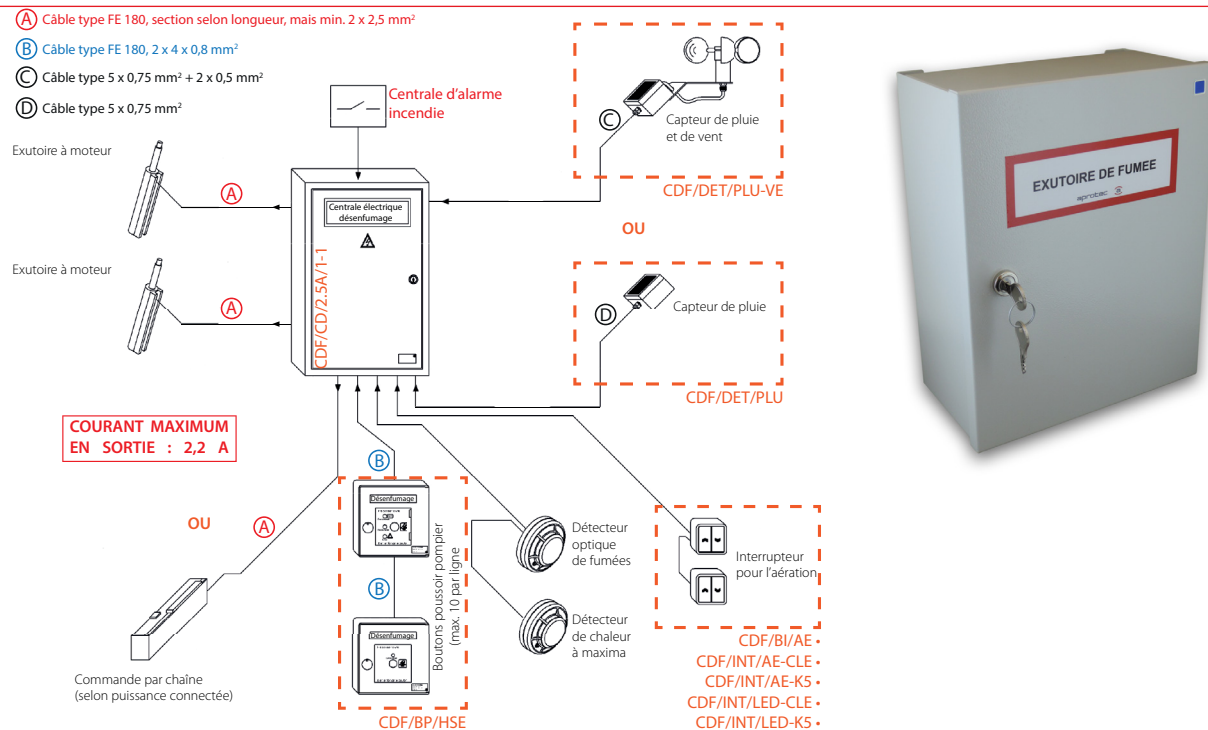 A Câble type FE 180, section selon longueur, mais min. 2 x 2,5 mm²
B Câble type FE 180, 2 x 4 x 0,8 mm²
C Câble type 5 x 0,75 mm² + 2 x 0,5 mm²
D Câble type 5 x 0,75 mm²
Centrale d'alarme
incendie
Exutoire à moteur
A
Exutoire à moteur
A
Centrale électrique
désenfumage
CDF/CD/2.5A/1-1
C
Capteur de pluie
et de vent
CDF/DET/PLU-VE
OU
D
Capteur de pluie
CDF/DET/PLU
EXUTOIRE DE FUMEE
aprotec
COURANT MAXIMUM
EN SORTIE : 2,2 A
OU
A
Commande par chaîne
(selon puissance connectée)
B
Désenfumage
B
Désenfumage
Boutons poussoir pompier
(max. 10 par ligne)
CDF/BP/HSE
Détecteur
optique
de fumées
Détecteur
de chaleur
à maxima
Interrupteur
pour l'aération
CDF/BI/AE •
CDF/INT/AE-CLE •
CDF/INT/AE-K5 •
CDF/INT/LED-CLE •
CDF/INT/LED-K5 •